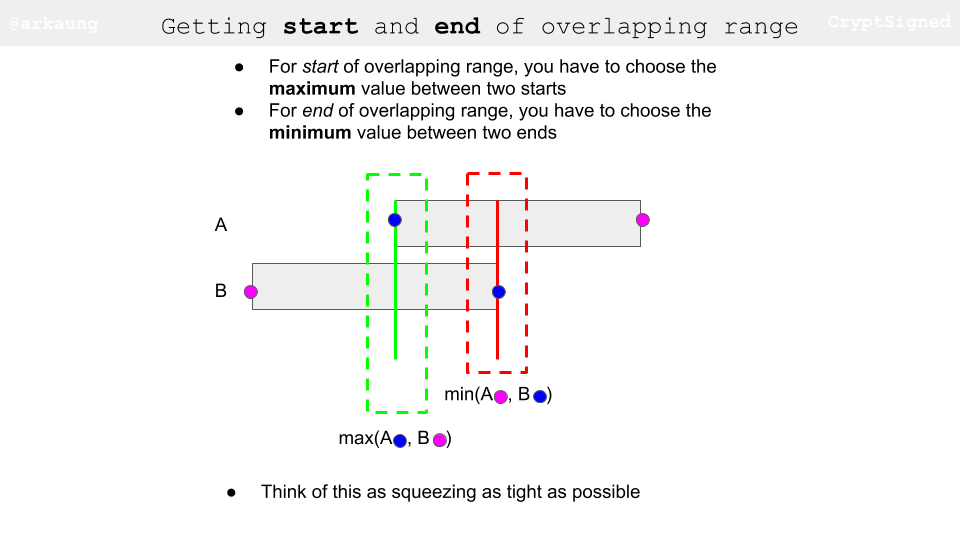 @arkaung
Getting start and end of overlapping range
CryptSigned
● For start of overlapping range, you have to choose the
maximum value between two starts
● For end of overlapping range, you have to choose the
minimum value between two ends
A
B
min(A, B)
max(A, B)
● Think of this as squeezing as tight as possible